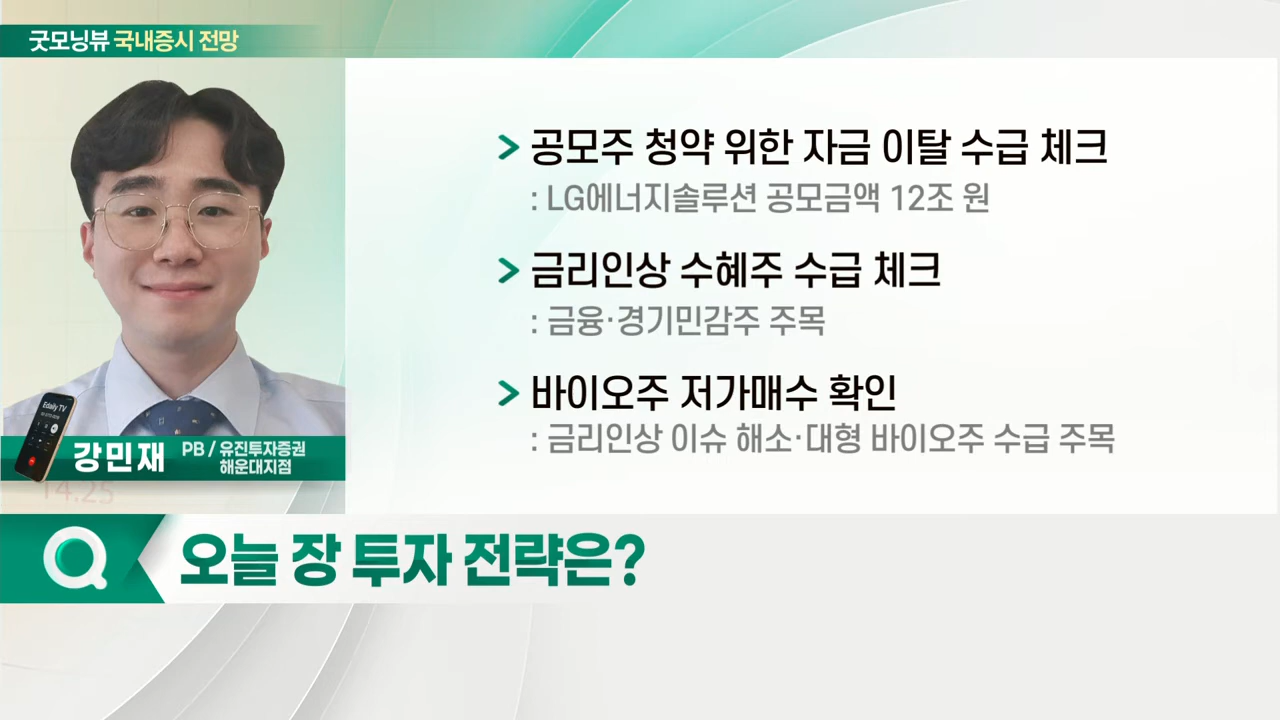 굿모닝뷰 국내증시 전망
> 공모주 청약 위한 자금 이탈 수급 체크
: LG에너지솔루션 공모금액 12조 원
> 금리인상 수혜주 수급 체크
: 금융·경기민감주 주목
> 바이오주 저가매수 확인
: 금리인상 이슈 해소·대형 바이오주 수급 주목
Edaily TV
강민재 PB / 유진투자증권
해운대지점
14.25
Q 오늘 장 투자 전략은?